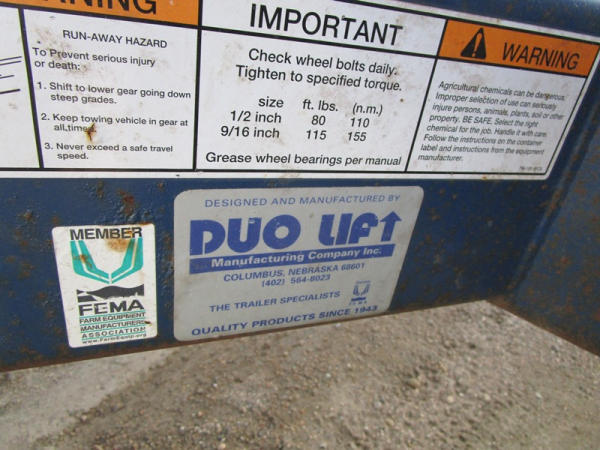 WARNING
RUN-AWAY HAZARD
To Prevent serious injury
or death:
1. Shift to lower gear going down
steep grades.
2. Keep towing vehicle in gear at
all times.
3. Never exceed a safe travel
speed.
IMPORTANT
Check wheel bolts daily.
Tighten to specified torque.
size ft. lbs. (n.m.)
1/2 inch 80 110
9/16 inch 115 155
Grease wheel bearings per manual
WARNING
Agricultural chemicals can be dangerous.
Improper selection of use can seriously
injure persons, animals, plants, soil or other
property. BE SAFE. Select the right
chemical for the job. Handle it with care.
Follow the instructions on the container
label and instructions from the equipment
manufacturer.
MEMBER
FEMA
FARM EQUIPMENT
MANUFACTURERS
ASSOCIATION
www.FarmEquip.org
DESIGNED AND MANUFACTURED BY
DUO LIFT
Manufacturing Company Inc.
COLUMBUS, NEBRASKA 68601
(402) 564-8023
THE TRAILER SPECIALISTS
FEMA
QUALITY PRODUCTS SINCE 1943